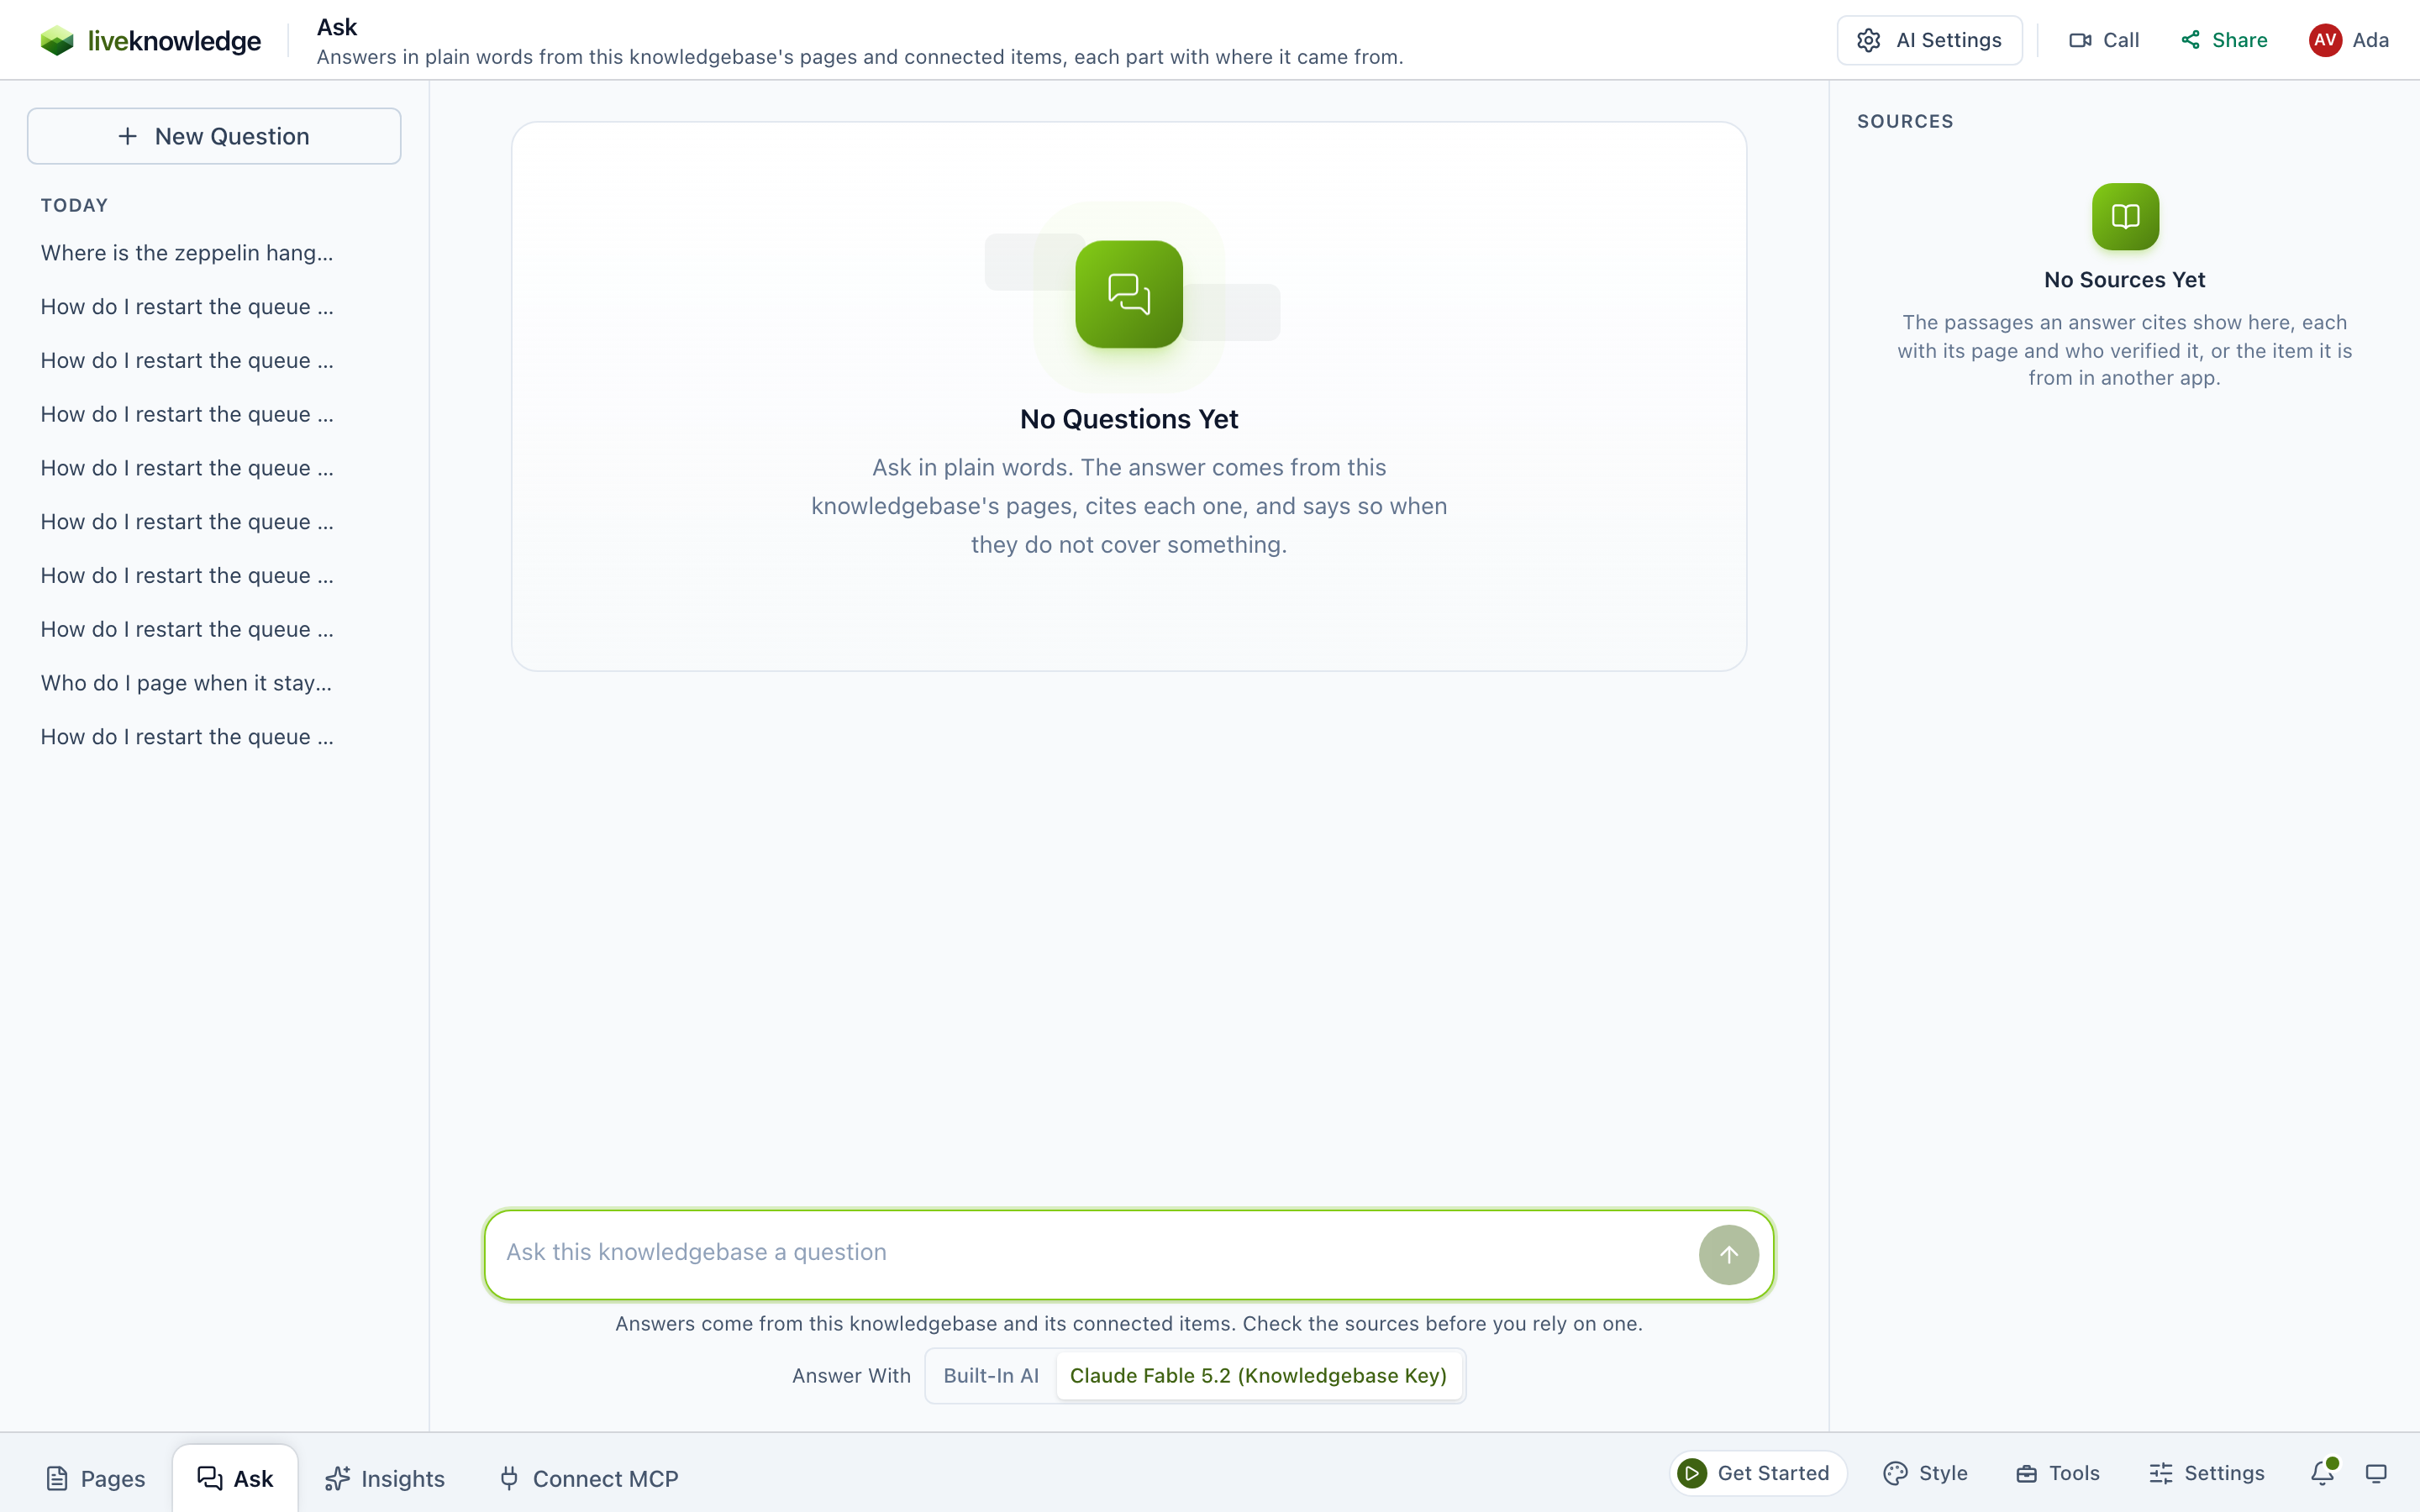 liveknowledge
Ask
Answers in plain words from this knowledgebase's pages and connected items, each part with where it came from.
AI Settings
Call
Share
AV
Ada
New Question
TODAY
Where is the zeppelin hang...
How do I restart the queue ...
How do I restart the queue ...
How do I restart the queue ...
How do I restart the queue ...
How do I restart the queue ...
How do I restart the queue ...
How do I restart the queue ...
Who do I page when it stay...
How do I restart the queue ...
No Questions Yet
Ask in plain words. The answer comes from this
knowledgebase's pages, cites each one, and says so when
they do not cover something.
Ask this knowledgebase a question
Answers come from this knowledgebase and its connected items. Check the sources before you rely on one.
Answer With
Built-In AI
Claude Fable 5.2 (Knowledgebase Key)
SOURCES
No Sources Yet
The passages an answer cites show here, each
with its page and who verified it, or the item it is
from in another app.
Pages
Ask
Insights
Connect MCP
Get Started
Style
Tools
Settings